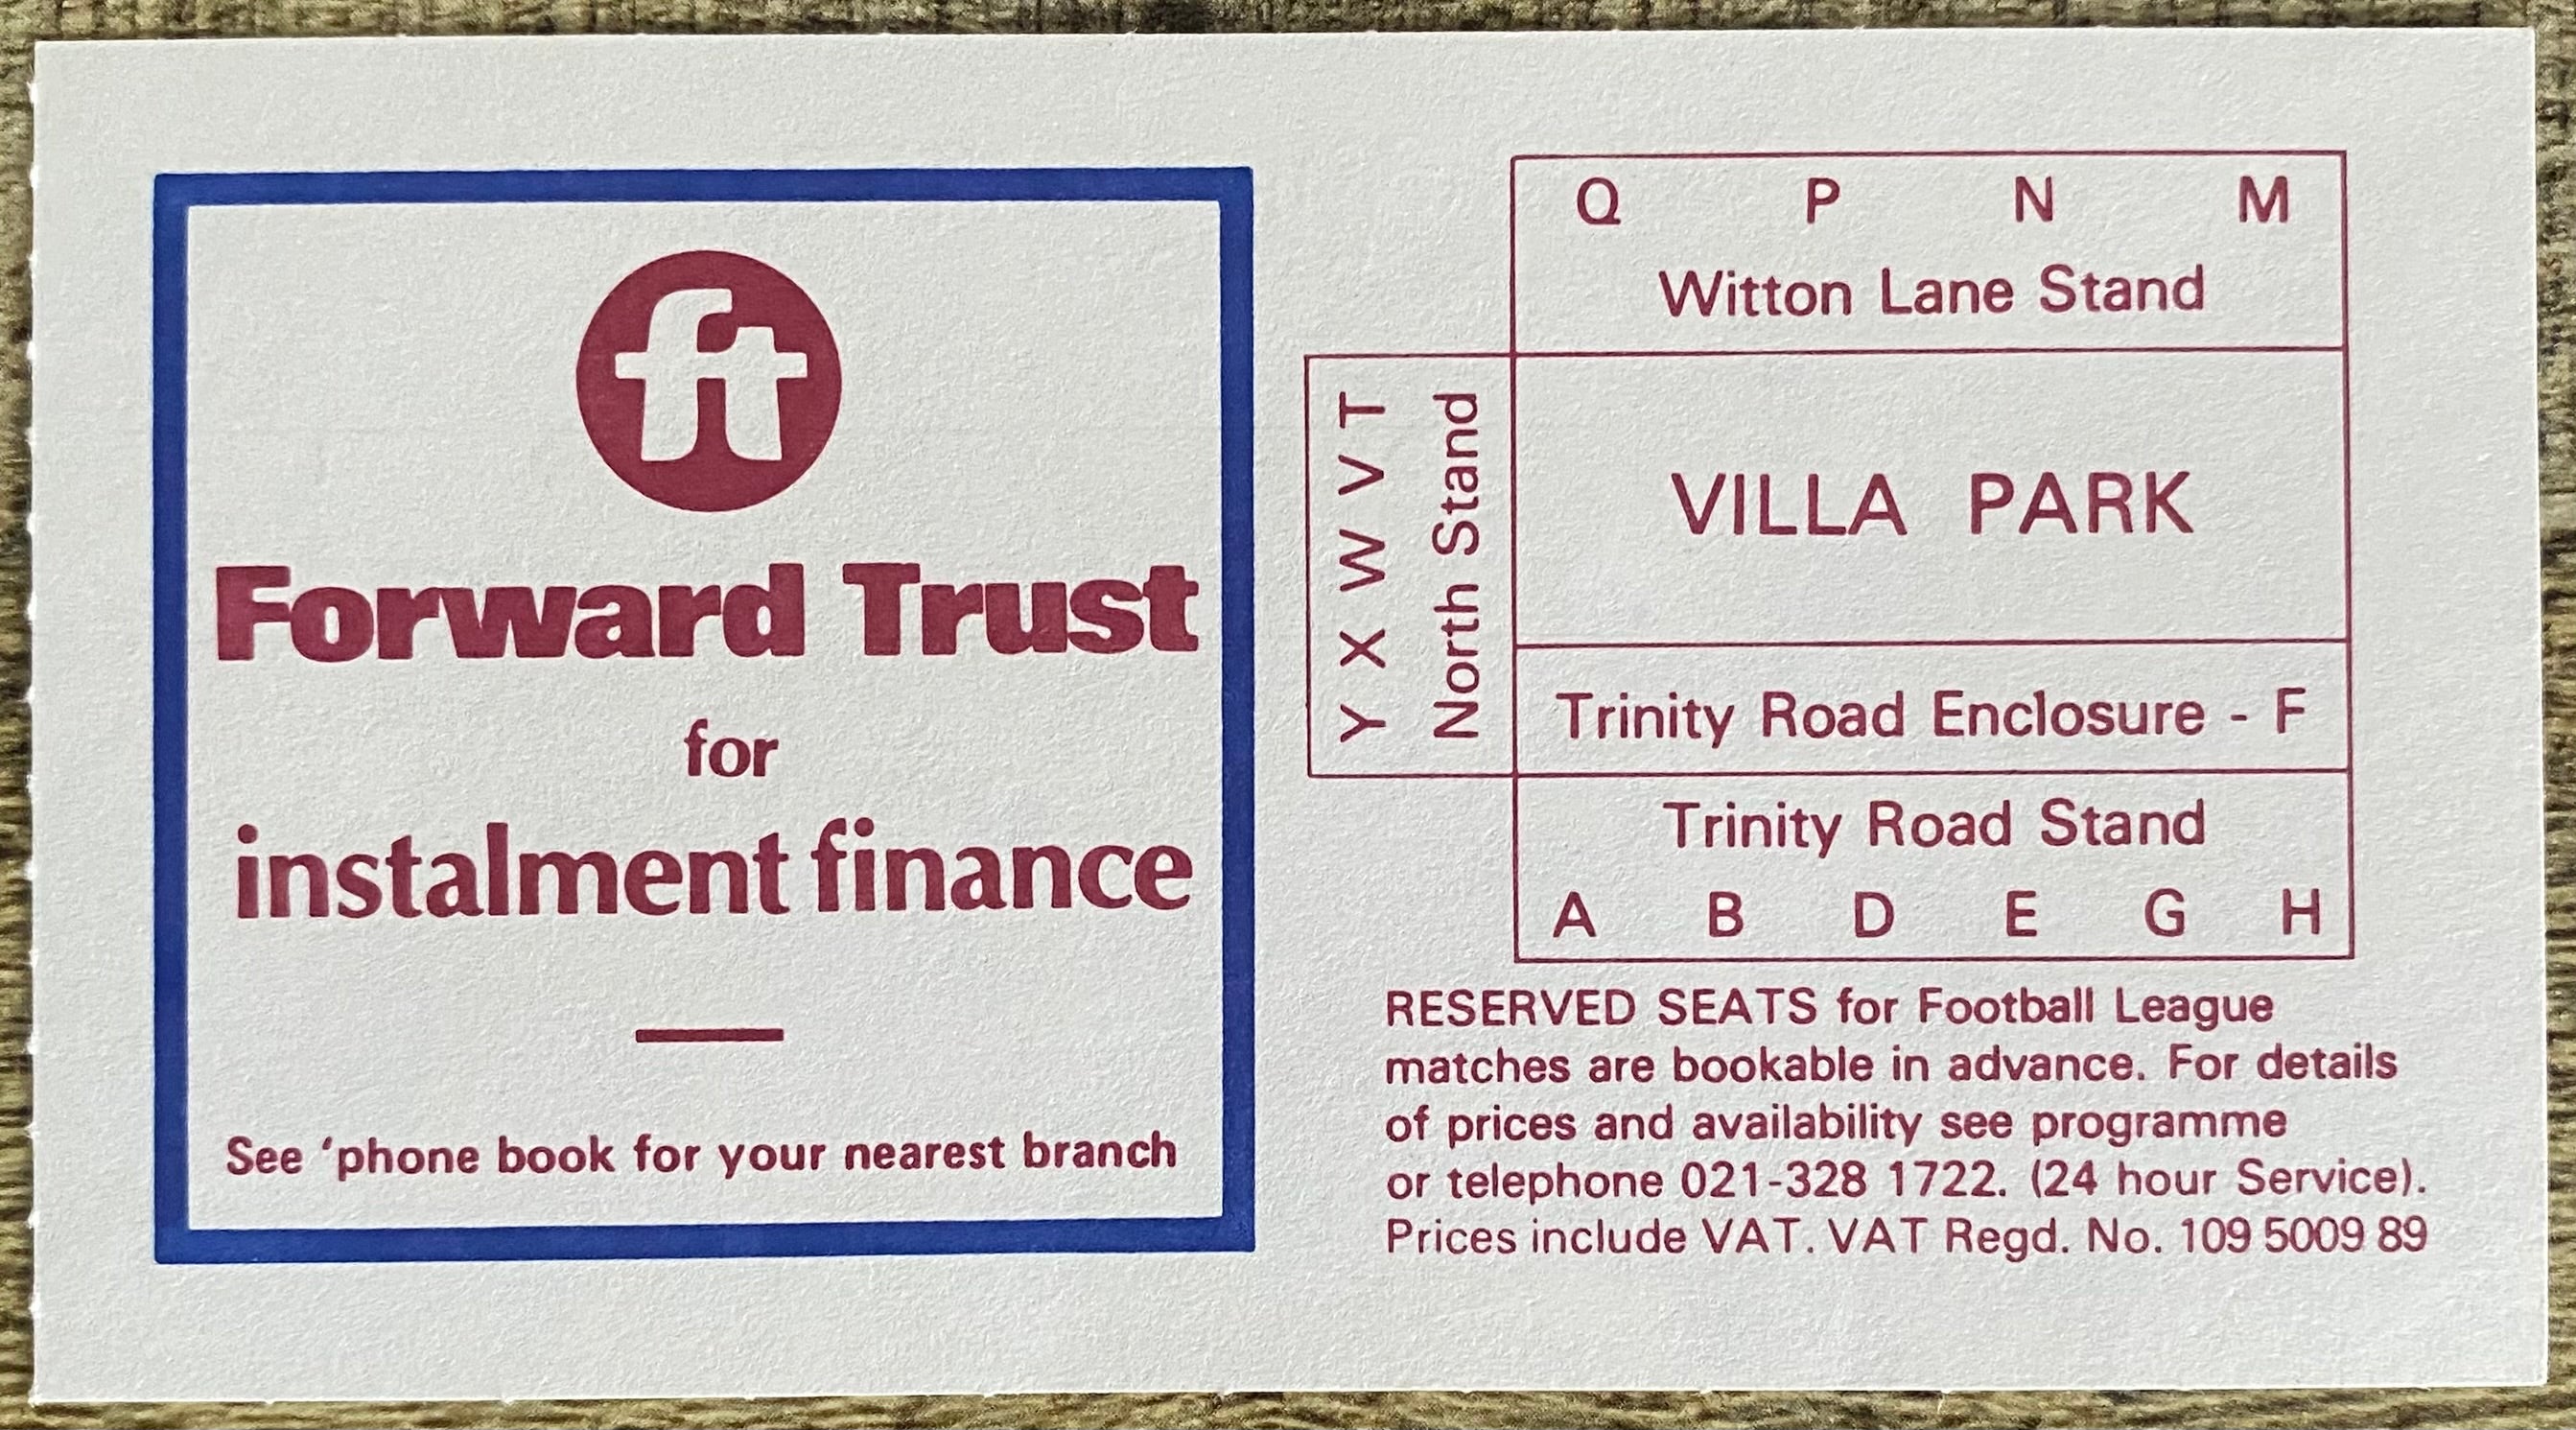 ft
Forward Trust
for
instalment finance
See ‘phone book for your nearest branch
Q P N M
Witton Lane Stand
Y X W V T
North Stand
VILLA PARK
Trinity Road Enclosure - F
Trinity Road Stand
A B D E G H
RESERVED SEATS for Football League
matches are bookable in advance. For details
of prices and availability see programme
or telephone 021-328 1722. (24 hour Service).
Prices include VAT. VAT Regd. No. 109 5009 89